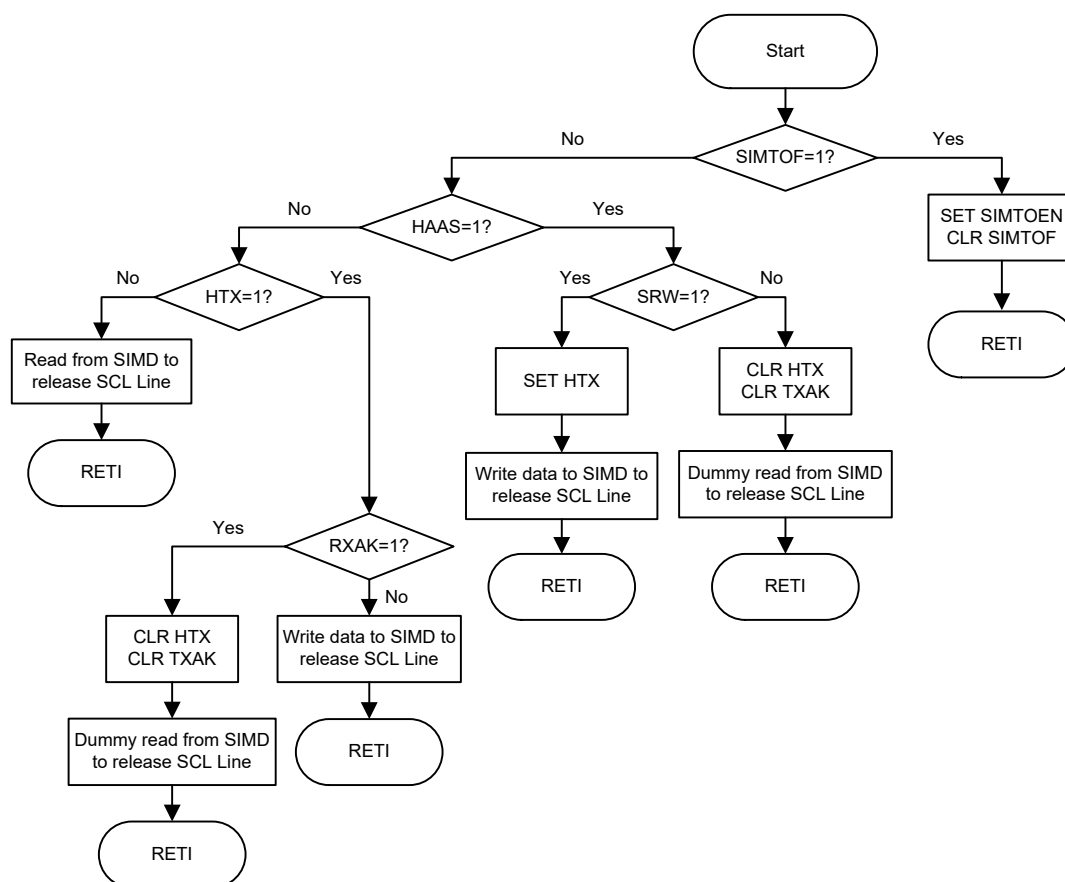 Start
No
SIMTOF=1?
Yes
No
HAAS=1?
Yes
SET SIMTOEN
CLR SIMTOF
No
HTX=1?
Yes
Yes
SRW=1?
No
RETI
Read from SIMD to
release SCL Line
SET HTX
CLR HTX
CLR TXAK
RETI
Write data to SIMD to
release SCL Line
Dummy read from SIMD
to release SCL Line
Yes
RXAK=1?
No
RETI
RETI
CLR HTX
CLR TXAK
Write data to SIMD to
release SCL Line
Dummy read from SIMD
to release SCL Line
RETI
RETI